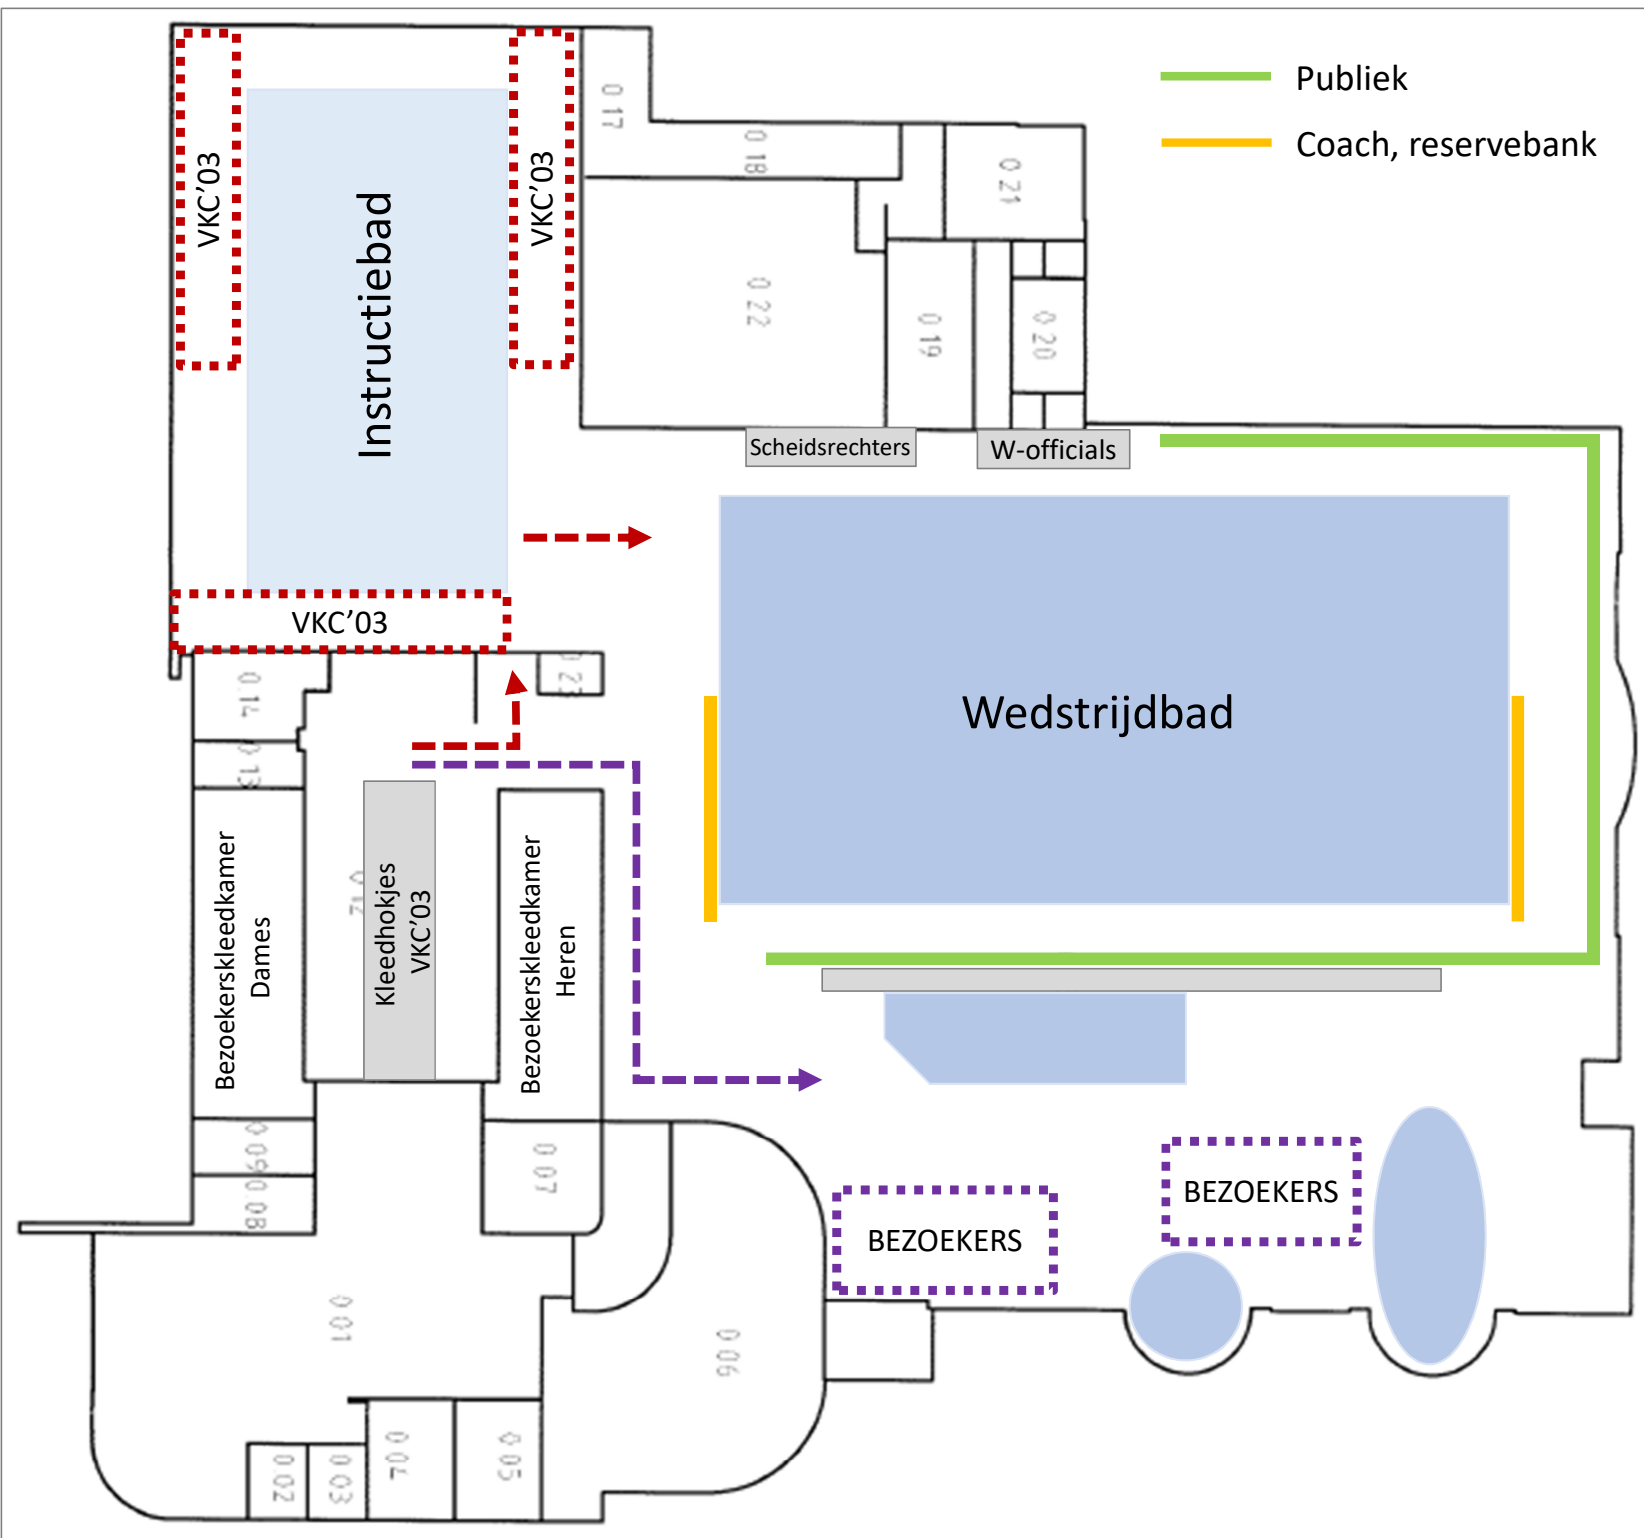 Publiek
Coach, reservebank
VKC'03
VKC'03
Instructiebad
0 17
0 18
0 21
0 22
0 19
0 20
Scheidsrechters
W-officials
VKC'03
Wedstrijdbad
0 14
0 13
Bezoekerskleedkamer
Dames
Kleedhokjes
VKC'03
Bezoekerskleedkamer
Heren
0 09
0 08
0 07
BEZOEKERS
BEZOEKERS
0 01
0 06
0 02
0 03
0 04
0 05